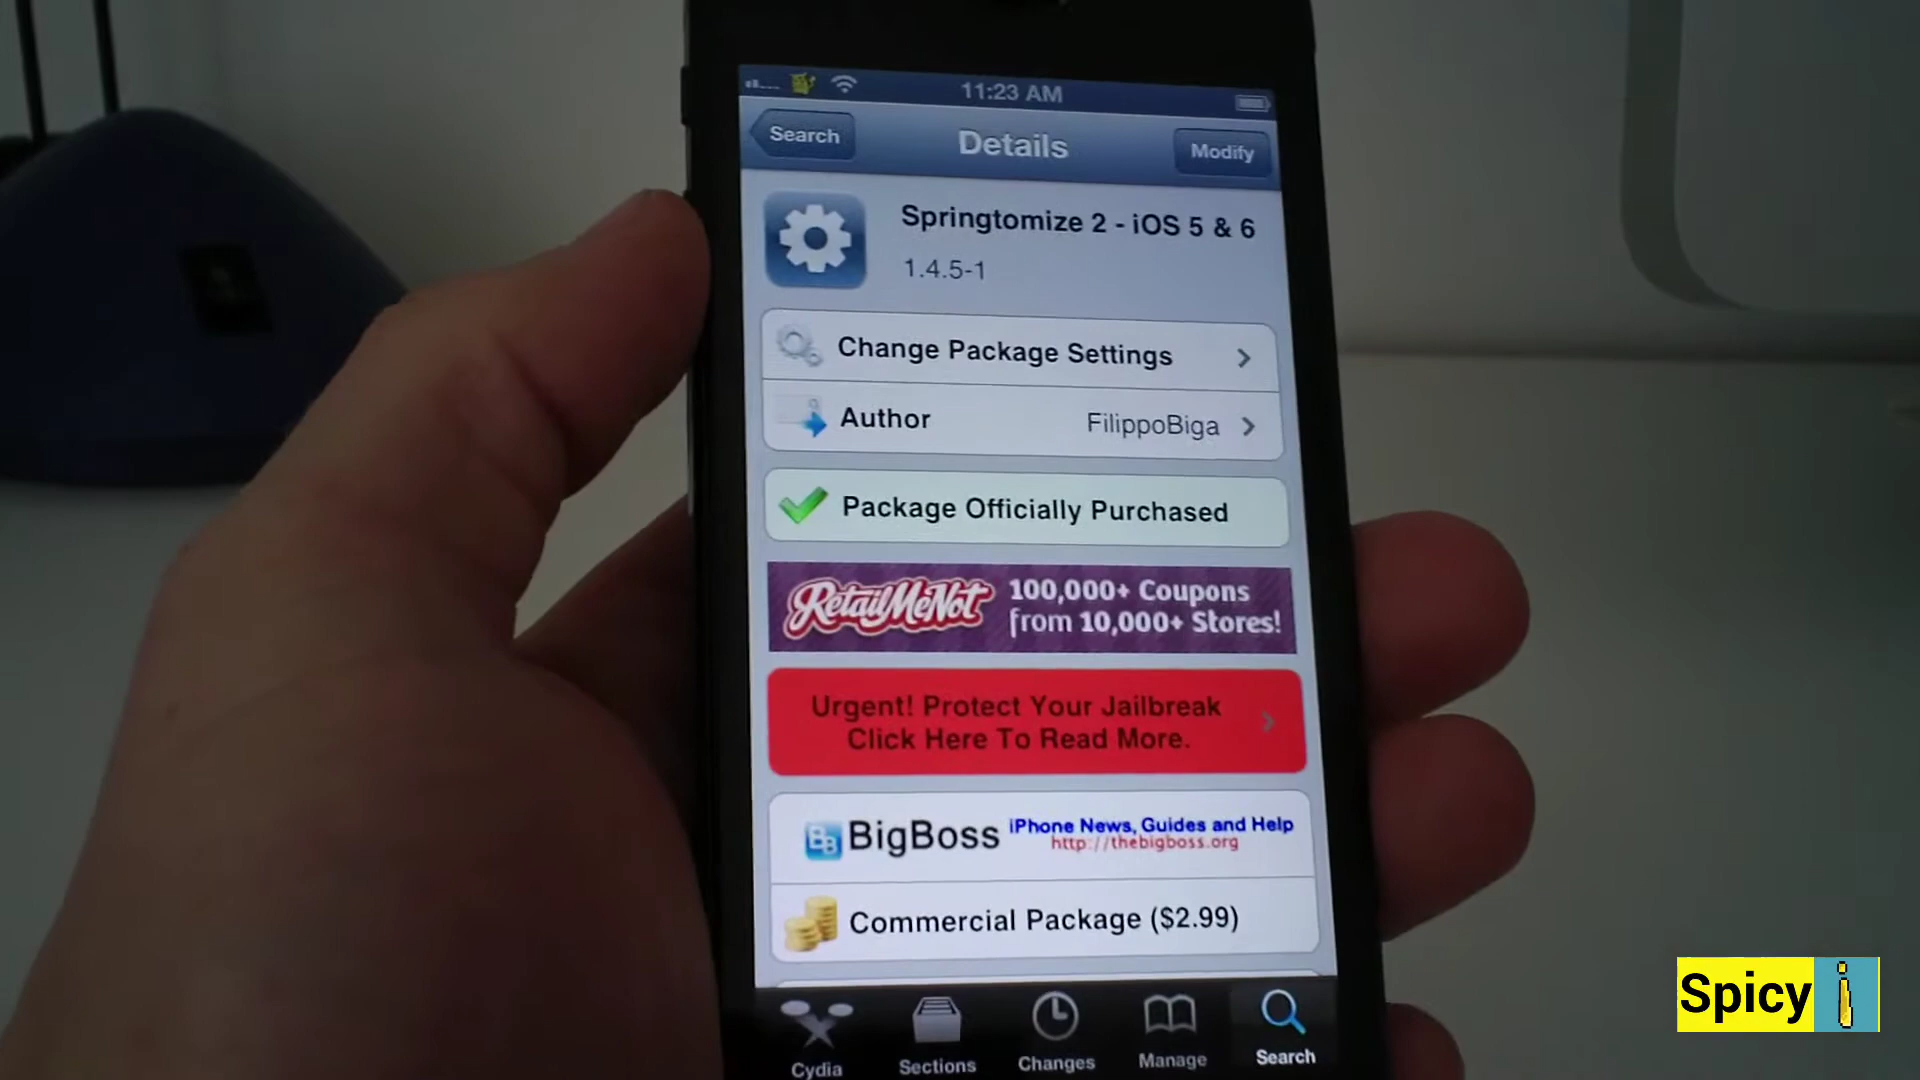 11:23 AM
Search
Details
Modify
Springtomize 2 - iOS 5 & 6
1.4.5-1
Change Package Settings
Author
FilippoBiga
Package Officially Purchased
RetailMeNot
100,000+ Coupons
from 10,000+ Stores!
Urgent! Protect Your Jailbreak
Click Here To Read More.
BB
BigBoss
iPhone News, Guides and Help
http://thebigboss.org
Commercial Package ($2.99)
Cydia
Sections
Changes
Manage
Search
Spicy i